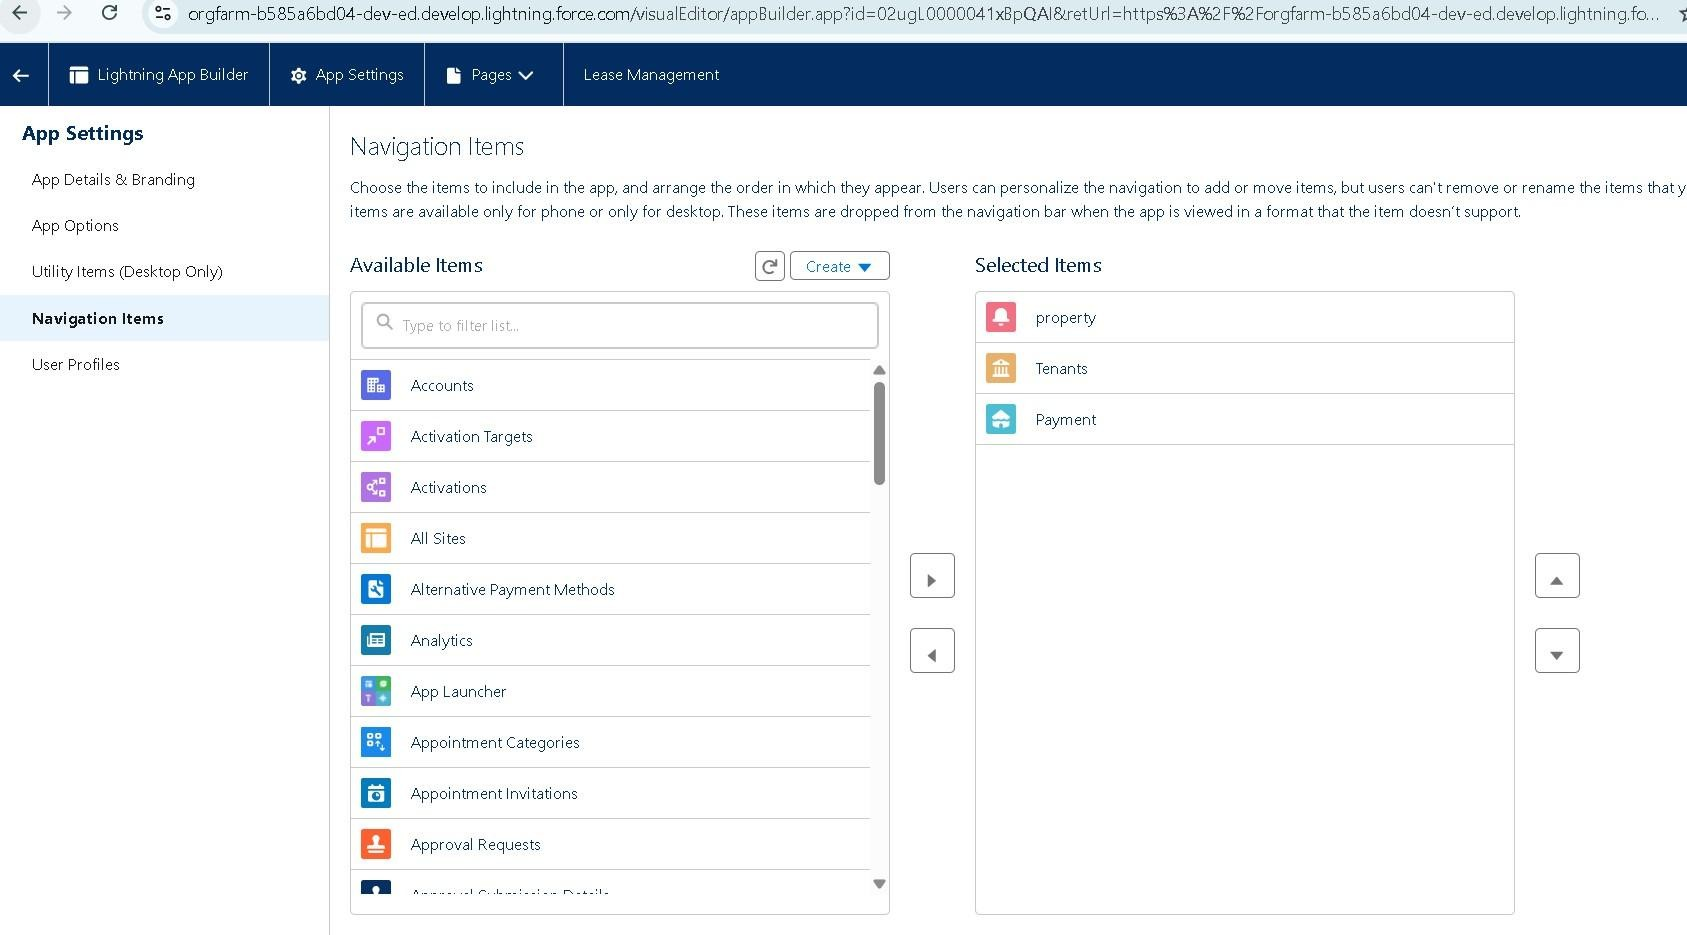 orgfarm-b585a6bd04-dev-ed.develop.lightning.force.com/visualEditor/appBuilder.app?id=02ugL0000041xBpQAI&retUrl=https%3A%2F%2Forgfarm-b585a6bd04-dev-ed.develop.lightning.fo...
Lightning App Builder
App Settings
Pages
Lease Management
App Settings
App Details & Branding
App Options
Utility Items (Desktop Only)
Navigation Items
User Profiles
Navigation Items
Choose the items to include in the app, and arrange the order in which they appear. Users can personalize the navigation to add or move items, but users can't remove or rename the items that y
items are available only for phone or only for desktop. These items are dropped from the navigation bar when the app is viewed in a format that the item doesn't support.
Available Items
Create
Type to filter list...
Accounts
Activation Targets
Activations
All Sites
Alternative Payment Methods
Analytics
App Launcher
Appointment Categories
Appointment Invitations
Approval Requests
Approval Submission Details
Selected Items
property
Tenants
Payment